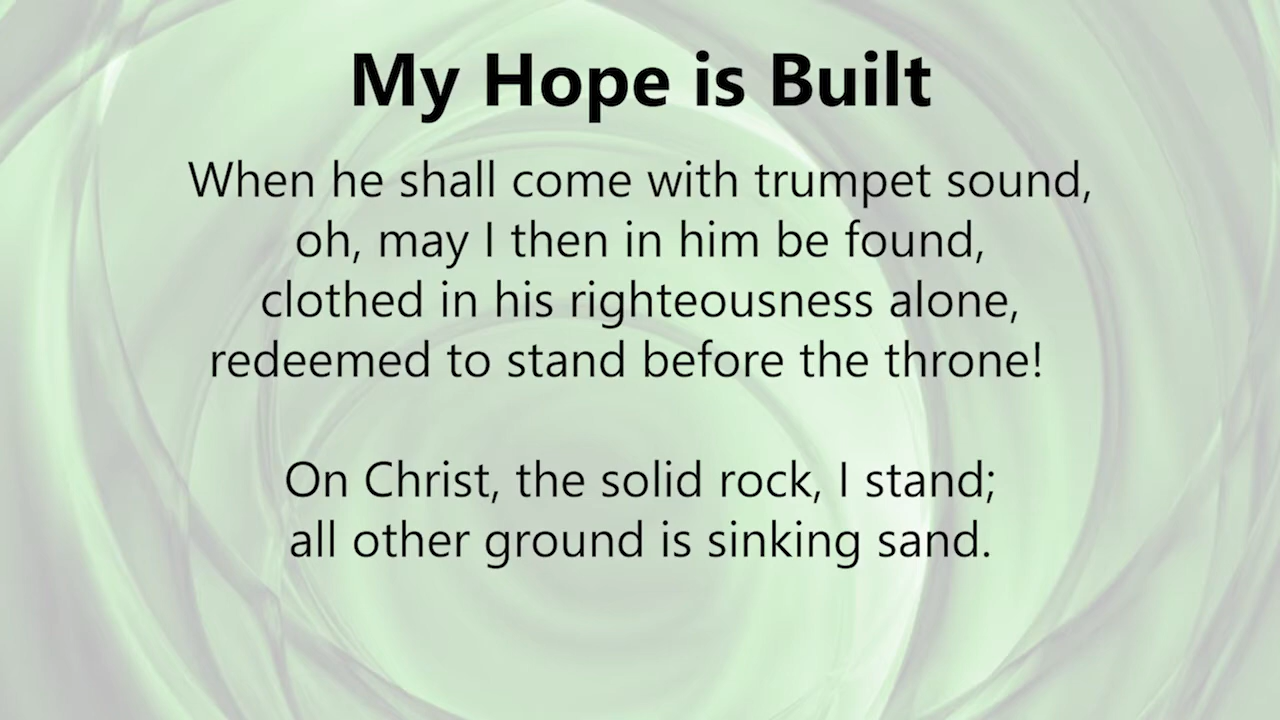 My Hope is Built
When he shall come with trumpet sound,
oh, may I then in him be found,
clothed in his righteousness alone,
redeemed to stand before the throne!
On Christ, the solid rock, I stand;
all other ground is sinking sand.